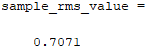 sample_rms_value =
0.7071